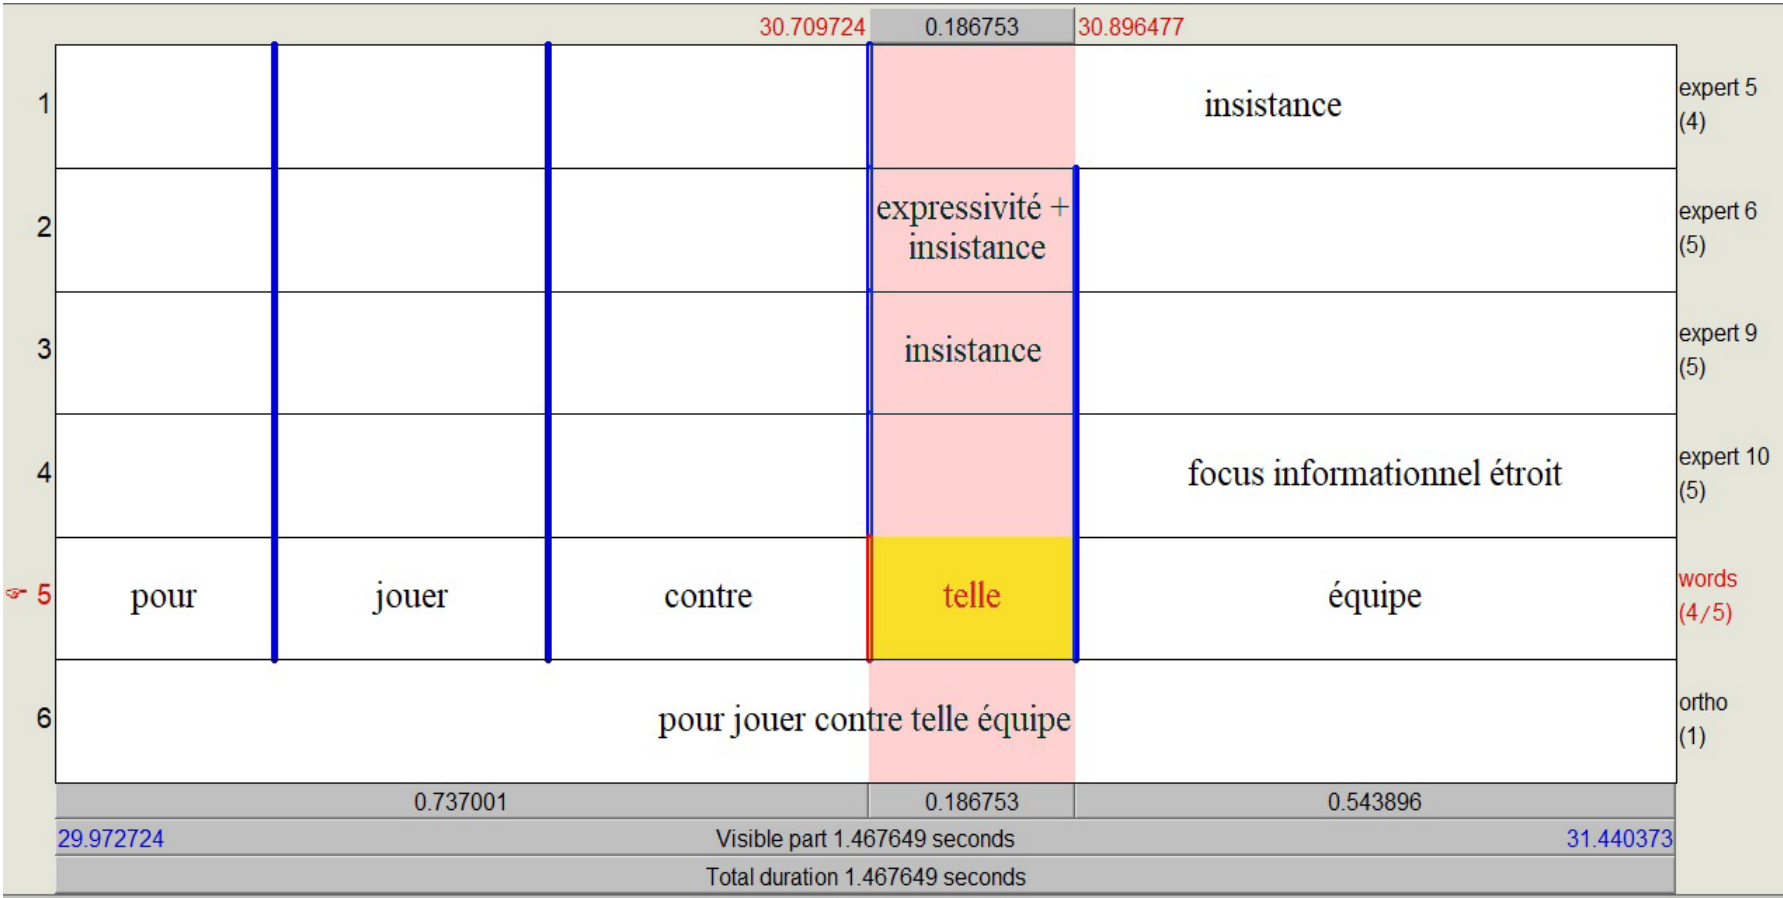 30.709724 0.186753 30.896477
1 insistance expert 5
(4)
2 expressivité + expert 6
insistance (5)
3 insistance expert 9
(5)
4 focus informationnel étroit expert 10
(5)
☞ 5 pour jouer contre telle équipe words
(4/5)
6 pour jouer contre telle équipe ortho
(1)
0.737001 0.186753 0.543896
29.972724 Visible part 1.467649 seconds 31.440373
Total duration 1.467649 seconds